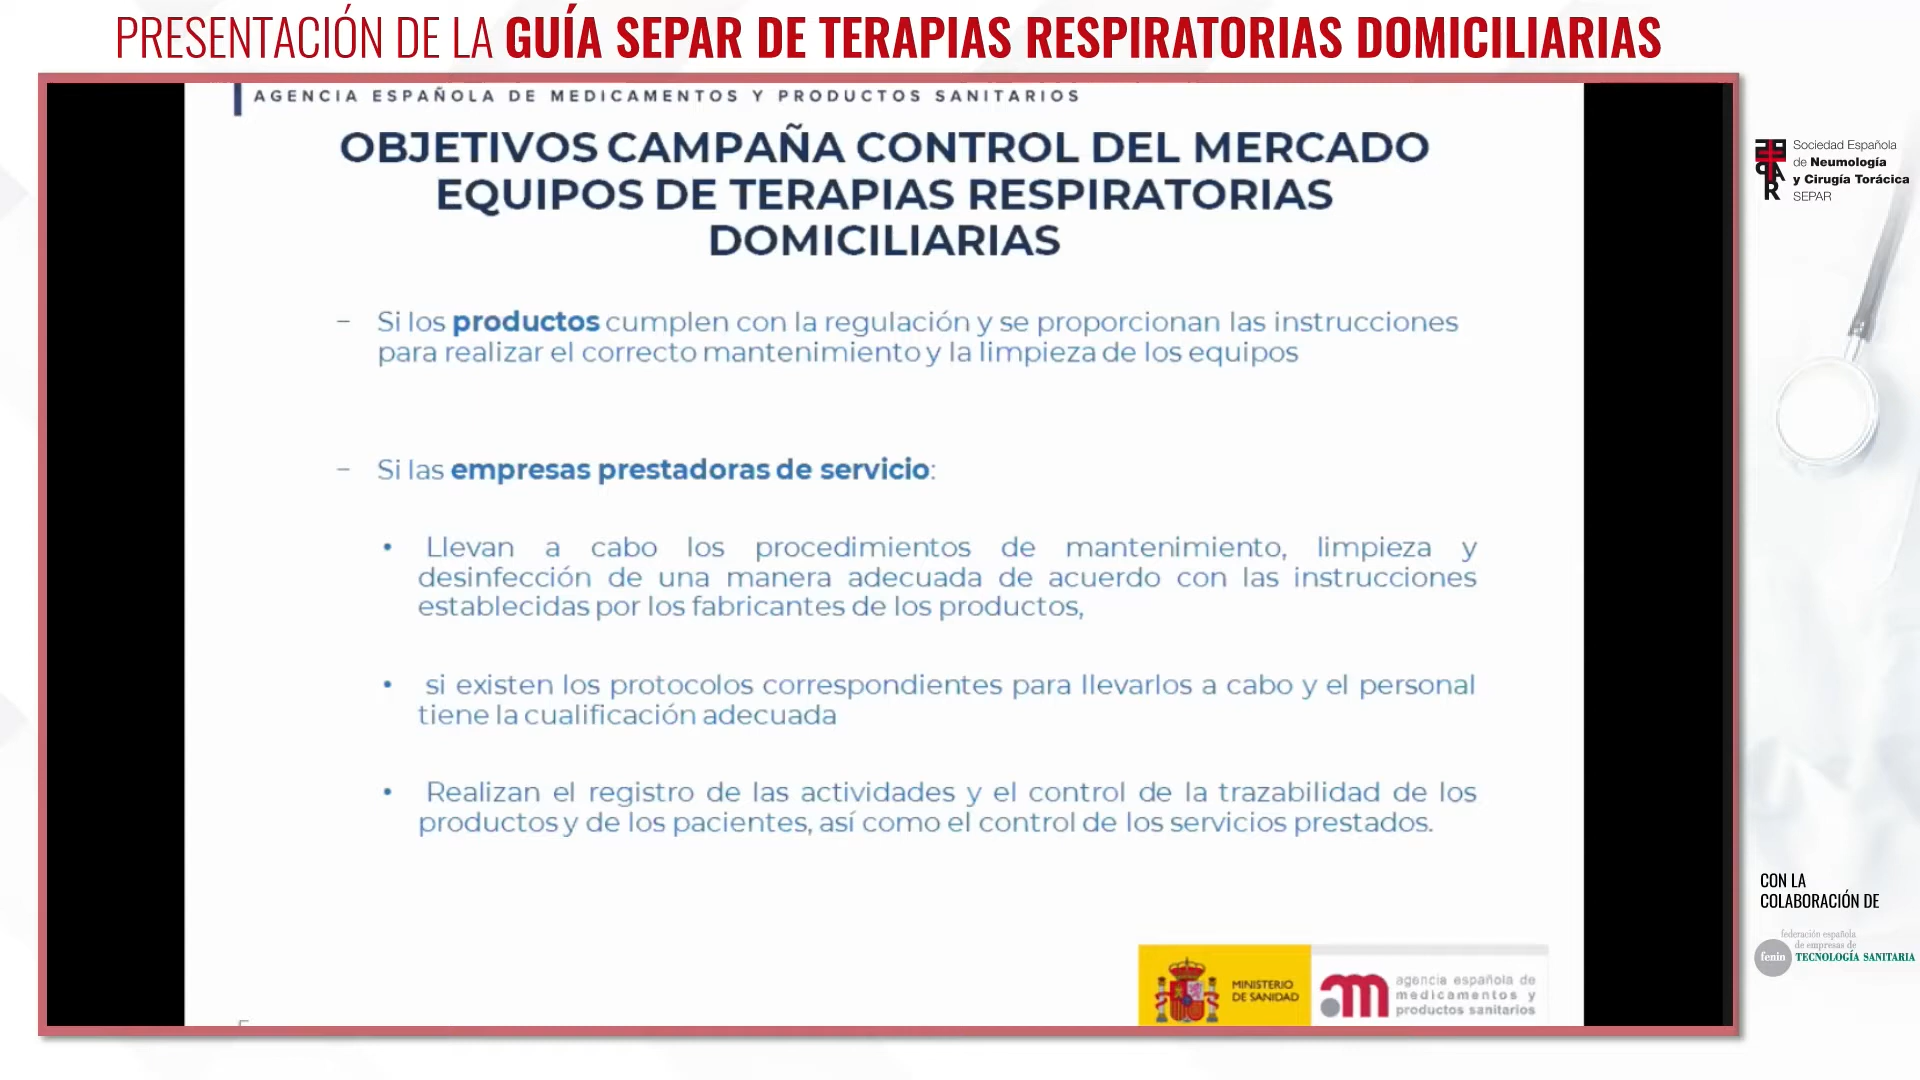 PRESENTACIÓN DE LA GUÍA SEPAR DE TERAPIAS RESPIRATORIAS DOMICILIARIAS
AGENCIA ESPAÑOLA DE MEDICAMENTOS Y PRODUCTOS SANITARIOS
OBJETIVOS CAMPAÑA CONTROL DEL MERCADO
EQUIPOS DE TERAPIAS RESPIRATORIAS
DOMICILIARIAS
– Si los productos cumplen con la regulación y se proporcionan las instrucciones
para realizar el correcto mantenimiento y la limpieza de los equipos
– Si las empresas prestadoras de servicio:
• Llevan a cabo los procedimientos de mantenimiento, limpieza y
desinfección de una manera adecuada de acuerdo con las instrucciones
establecidas por los fabricantes de los productos,
• si existen los protocolos correspondientes para llevarlos a cabo y el personal
tiene la cualificación adecuada
• Realizan el registro de las actividades y el control de la trazabilidad de los
productos y de los pacientes, así como el control de los servicios prestados.
MINISTERIO
DE SANIDAD
am
agencia española de
medicamentos y
productos sanitarios
SEPAR
Sociedad Española
de Neumología
y Cirugía Torácica
SEPAR
CON LA
COLABORACIÓN DE
fenin
federación española
de empresas de
TECNOLOGÍA SANITARIA